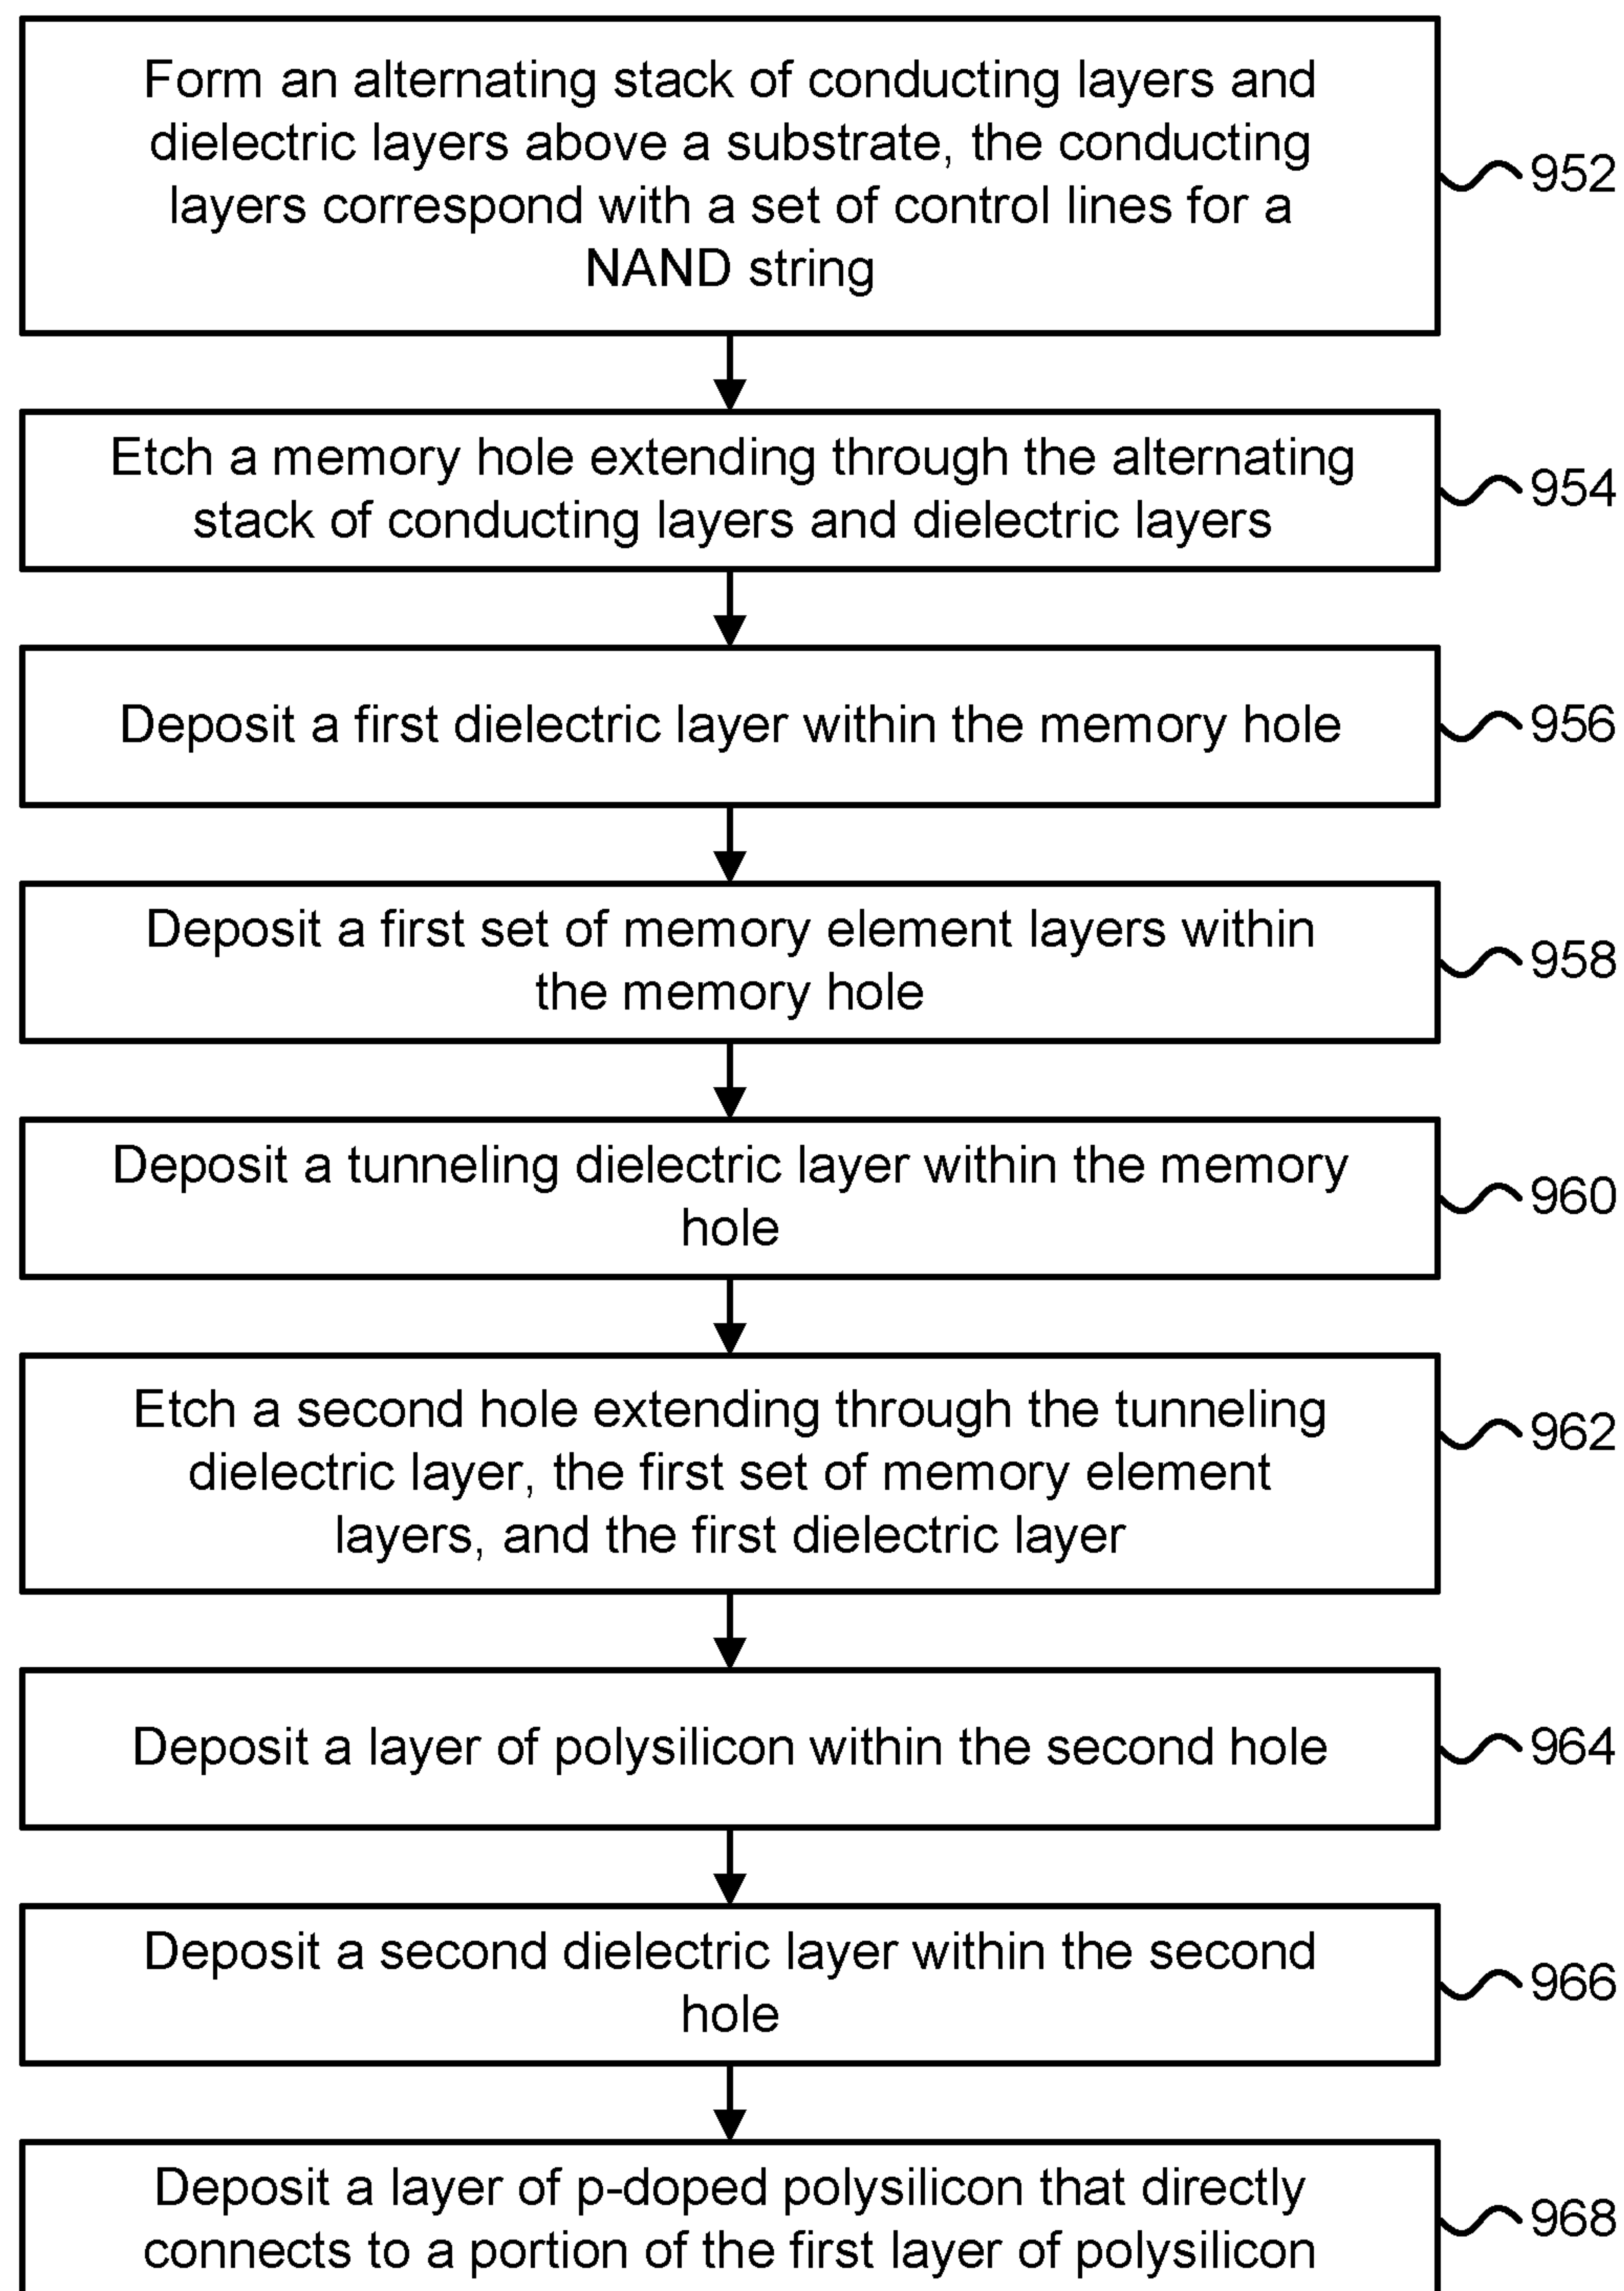 Form an alternating stack of conducting layers and
dielectric layers above a substrate, the conducting
layers correspond with a set of control lines for a
NAND string
952
Etch a memory hole extending through the alternating
stack of conducting layers and dielectric layers
954
Deposit a first dielectric layer within the memory hole
956
Deposit a first set of memory element layers within
the memory hole
958
Deposit a tunneling dielectric layer within the memory
hole
960
Etch a second hole extending through the tunneling
dielectric layer, the first set of memory element
layers, and the first dielectric layer
962
Deposit a layer of polysilicon within the second hole
964
Deposit a second dielectric layer within the second
hole
966
Deposit a layer of p-doped polysilicon that directly
connects to a portion of the first layer of polysilicon
968